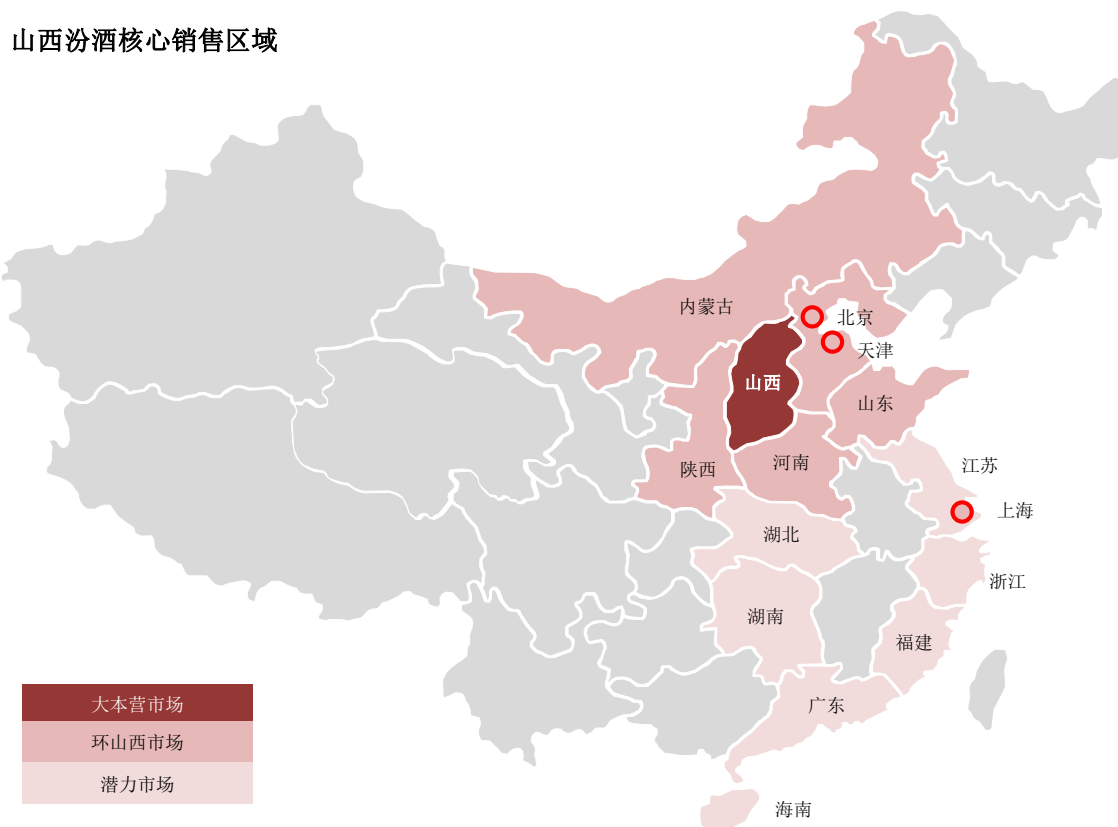 山西汾酒核心销售区域
内蒙古
北京
天津
山西
山东
陕西
河南
江苏
上海
湖北
浙江
湖南
福建
广东
海南
大本营市场
环山西市场
潜力市场